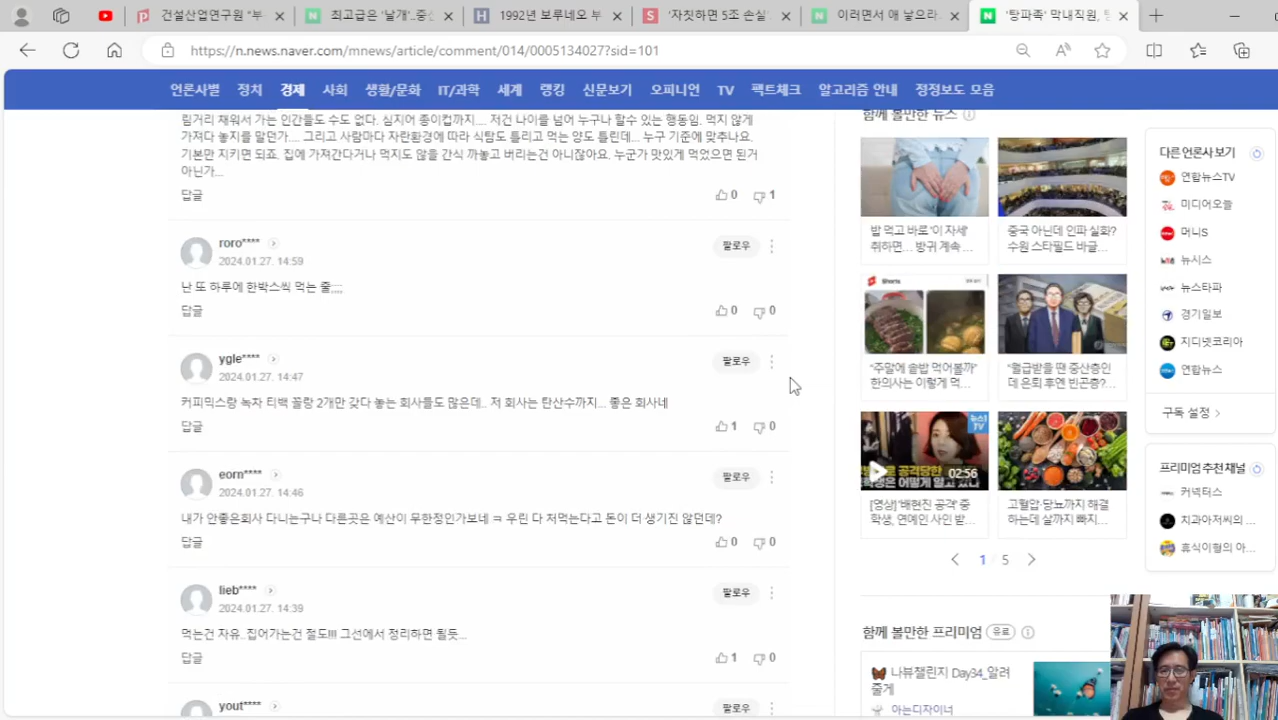 건설산업연구원 "부·
최고급은 '날개'..중신
1992년 보루네오 부
'자칫하면 5조 손실
이러면서 애 낳으라.
"탕파족" 막내직원,
https://n.news.naver.com/mnews/article/comment/014/0005134027?sid=101
언론사별 정치 경제 사회 생활/문화 IT/과학 세계 랭킹 신문보기 오피니언 TV 팩트체크 알고리즘 안내 정정보도 모음
림거리 채워서 가는 인간들도 수도 없다. 심지어 종이컵까지.... 저건 나이를 넘어 누구나 할수 있는 행동임. 먹지 않게
가져다 놓지를 말던가.... 그리고 사람마다 자란환경에 따라 식탐도 틀리고 먹는 양도 틀린데... 누구 기준에 맞추나요.
기본만 지키면 되죠. 집에 가져간다거나 먹지도 않을 간식 까놓고 버리는건 아니잖아요. 누군가 맛있게 먹었으면 된거
아닌가...
답글
0 1
roro****
2024.01.27. 14:59
팔로우
난 또 하루에 한박스씩 먹는 줄;;;;
답글
0 0
ygle****
2024.01.27. 14:47
팔로우
커피믹스랑 녹차 티백 꼴랑 2개만 갖다 놓는 회사들도 많은데.. 저 회사는 탄산수까지... 좋은 회사네
답글
1 0
eorn****
2024.01.27. 14:46
팔로우
내가 안좋은회사 다니는구나 다른곳은 예산이 무한정인가보네 ㅋ 우린 다 처먹는다고 돈이 더 생기진 않던데?
답글
0 0
lieb****
2024.01.27. 14:39
팔로우
먹는건 자유..집어가는건 절도!!! 그선에서 정리하면 될듯...
답글
1 0
yout****
팔로우
함께 볼만한 뉴스
밥 먹고 바로 '이 자세'
취하면… 방귀 계속 …
중국 아닌데 인파 실화?
수원 스타필드 바글…
Shorts
"주말에 솥밥 먹어볼까"
한의사는 이렇게 먹…
"월급받을 땐 중산층인
데 은퇴 후엔 빈곤층?…
뉴스1
TV
공격당한
02:56
[영상] '배현진 공격' 중
학생, 연예인 사인 받…
고혈압·당뇨까지 해결
하는데 살까지 빠지…
1 5
함께 볼만한 프리미엄 유료
나뷰챌린지 Day34_알려
줄게
아는디자이너
다른 언론사 보기
연합뉴스TV
미디어오늘
머니S
뉴시스
뉴스타파
경기일보
지디넷코리아
연합뉴스
구독 설정
프리미엄 추천 채널
커넥터스
치과아저씨의 …
휴식이형의 아…